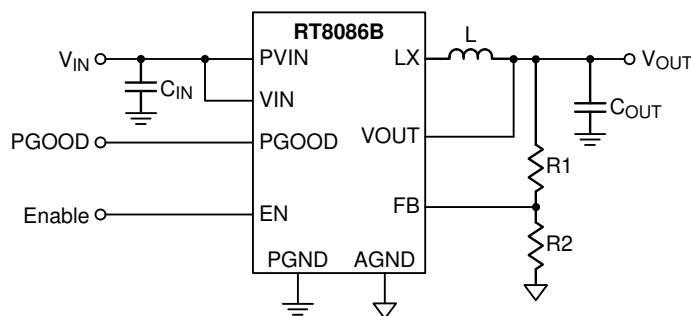 RT8086B
L
V_IN
PVIN
LX
V_OUT
C_IN
VIN
C_OUT
PGOOD
PGOOD
VOUT
R1
Enable
EN
FB
R2
PGND
AGND